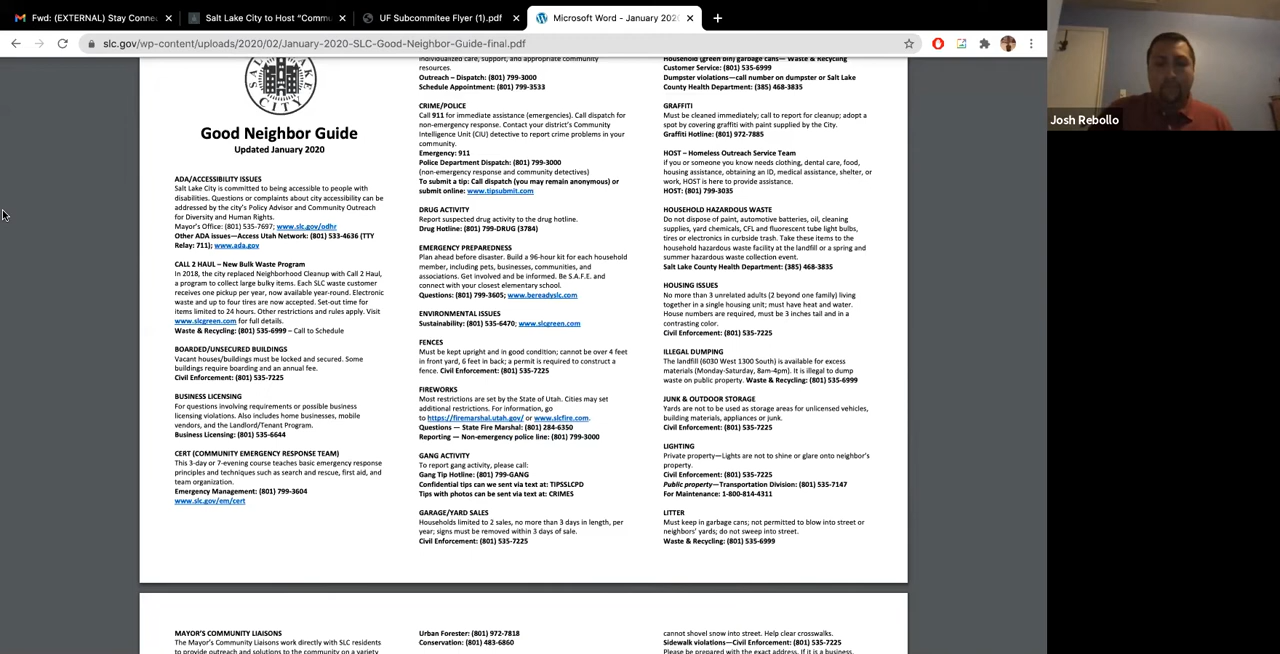 Fwd: (EXTERNAL) Stay Conne
Salt Lake City to Host "Commu
UF Subcommitee Flyer (1).pdf
Microsoft Word - January 202
slc.gov/wp-content/uploads/2020/02/January-2020-SLC-Good-Neighbor-Guide-final.pdf
Josh Rebollo
LAKE
CITY
Good Neighbor Guide
Updated January 2020
ADA/ACCESSIBILITY ISSUES
Salt Lake City is committed to being accessible to people with
disabilities. Questions or complaints about city accessibility can be
addressed by the city's Policy Advisor and Community Outreach
for Diversity and Human Rights.
Mayor's Office: (801) 535-7697; www.slc.gov/odhr
Other ADA issues—Access Utah Network: (801) 533-4636 (TTY
Relay: 711); www.ada.gov
CALL 2 HAUL – New Bulk Waste Program
In 2018, the city replaced Neighborhood Cleanup with Call 2 Haul,
a program to collect large bulky items. Each SLC waste customer
receives one pickup per year, now available year-round. Electronic
waste and up to four tires are now accepted. Set-out time for
items limited to 24 hours. Other restrictions and rules apply. Visit
www.slcgreen.com for full details.
Waste & Recycling: (801) 535-6999 – Call to Schedule
BOARDED/UNSECURED BUILDINGS
Vacant houses/buildings must be locked and secured. Some
buildings require boarding and an annual fee.
Civil Enforcement: (801) 535-7225
BUSINESS LICENSING
For questions involving requirements or possible business
licensing violations. Also includes home businesses, mobile
vendors, and the Landlord/Tenant Program.
Business Licensing: (801) 535-6644
CERT (COMMUNITY EMERGENCY RESPONSE TEAM)
This 3-day or 7-evening course teaches basic emergency response
principles and techniques such as search and rescue, first aid, and
team organization.
Emergency Management: (801) 799-3604
www.slc.gov/em/cert
individualized care, support, and appropriate community
resources.
Outreach – Dispatch: (801) 799-3000
Schedule Appointment: (801) 799-3533
CRIME/POLICE
Call 911 for immediate assistance (emergencies). Call dispatch for
non-emergency response. Contact your district's Community
Intelligence Unit (CIU) detective to report crime problems in your
community.
Emergency: 911
Police Department Dispatch: (801) 799-3000
(non-emergency response and community detectives)
To submit a tip: Call dispatch (you may remain anonymous) or
submit online: www.tipsubmit.com
DRUG ACTIVITY
Report suspected drug activity to the drug hotline.
Drug Hotline: (801) 799-DRUG (3784)
EMERGENCY PREPAREDNESS
Plan ahead before disaster. Build a 96-hour kit for each household
member, including pets, businesses, communities, and
associations. Get involved and be informed. Be S.A.F.E. and
connect with your closest elementary school.
Questions: (801) 799-3605; www.bereadyslc.com
ENVIRONMENTAL ISSUES
Sustainability: (801) 535-6470; www.slcgreen.com
FENCES
Must be kept upright and in good condition; cannot be over 4 feet
in front yard, 6 feet in back; a permit is required to construct a
fence. Civil Enforcement: (801) 535-7225
FIREWORKS
Most restrictions are set by the State of Utah. Cities may set
additional restrictions. For information, go
to https://firemarshal.utah.gov/ or www.slcfire.com.
Questions — State Fire Marshal: (801) 284-6350
Reporting — Non-emergency police line: (801) 799-3000
GANG ACTIVITY
To report gang activity, please call:
Gang Tip Hotline: (801) 799-GANG
Confidential tips can we sent via text at: TIPSSLCPD
Tips with photos can be sent via text at: CRIMES
GARAGE/YARD SALES
Households limited to 2 sales, no more than 3 days in length, per
year; signs must be removed within 3 days of sale.
Civil Enforcement: (801) 535-7225
Household (green bin) garbage cans— Waste & Recycling
Customer Service: (801) 535-6999
Dumpster violations—call number on dumpster or Salt Lake
County Health Department: (385) 468-3835
GRAFFITI
Must be cleaned immediately; call to report for cleanup; adopt a
spot by covering graffiti with paint supplied by the City.
Graffiti Hotline: (801) 972-7885
HOST – Homeless Outreach Service Team
if you or someone you know needs clothing, dental care, food,
housing assistance, obtaining an ID, medical assistance, shelter, or
work, HOST is here to provide assistance.
HOST: (801) 799-3035
HOUSEHOLD HAZARDOUS WASTE
Do not dispose of paint, automotive batteries, oil, cleaning
supplies, yard chemicals, CFL and fluorescent tube light bulbs,
tires or electronics in curbside trash. Take these items to the
household hazardous waste facility at the landfill or a spring and
summer hazardous waste collection event.
Salt Lake County Health Department: (385) 468-3835
HOUSING ISSUES
No more than 3 unrelated adults (2 beyond one family) living
together in a single housing unit; must have heat and water.
House numbers are required, must be 3 inches tall and in a
contrasting color.
Civil Enforcement: (801) 535-7225
ILLEGAL DUMPING
The landfill (6030 West 1300 South) is available for excess
materials (Monday-Saturday, 8am-4pm). It is illegal to dump
waste on public property. Waste & Recycling: (801) 535-6999
JUNK & OUTDOOR STORAGE
Yards are not to be used as storage areas for unlicensed vehicles,
building materials, appliances or junk.
Civil Enforcement: (801) 535-7225
LIGHTING
Private property—Lights are not to shine or glare onto neighbor's
property.
Civil Enforcement: (801) 535-7225
Public property—Transportation Division: (801) 535-7147
For Maintenance: 1-800-814-4311
LITTER
Must keep in garbage cans; not permitted to blow into street or
neighbors' yards; do not sweep into street.
Waste & Recycling: (801) 535-6999
MAYOR'S COMMUNITY LIAISONS
The Mayor's Community Liaisons work directly with SLC residents
to provide outreach and solutions to the community on a variety
Urban Forester: (801) 972-7818
Conservation: (801) 483-6860
cannot shovel snow into street. Help clear crosswalks.
Sidewalk violations—Civil Enforcement: (801) 535-7225
Please be prepared with the exact address. If it is a business,